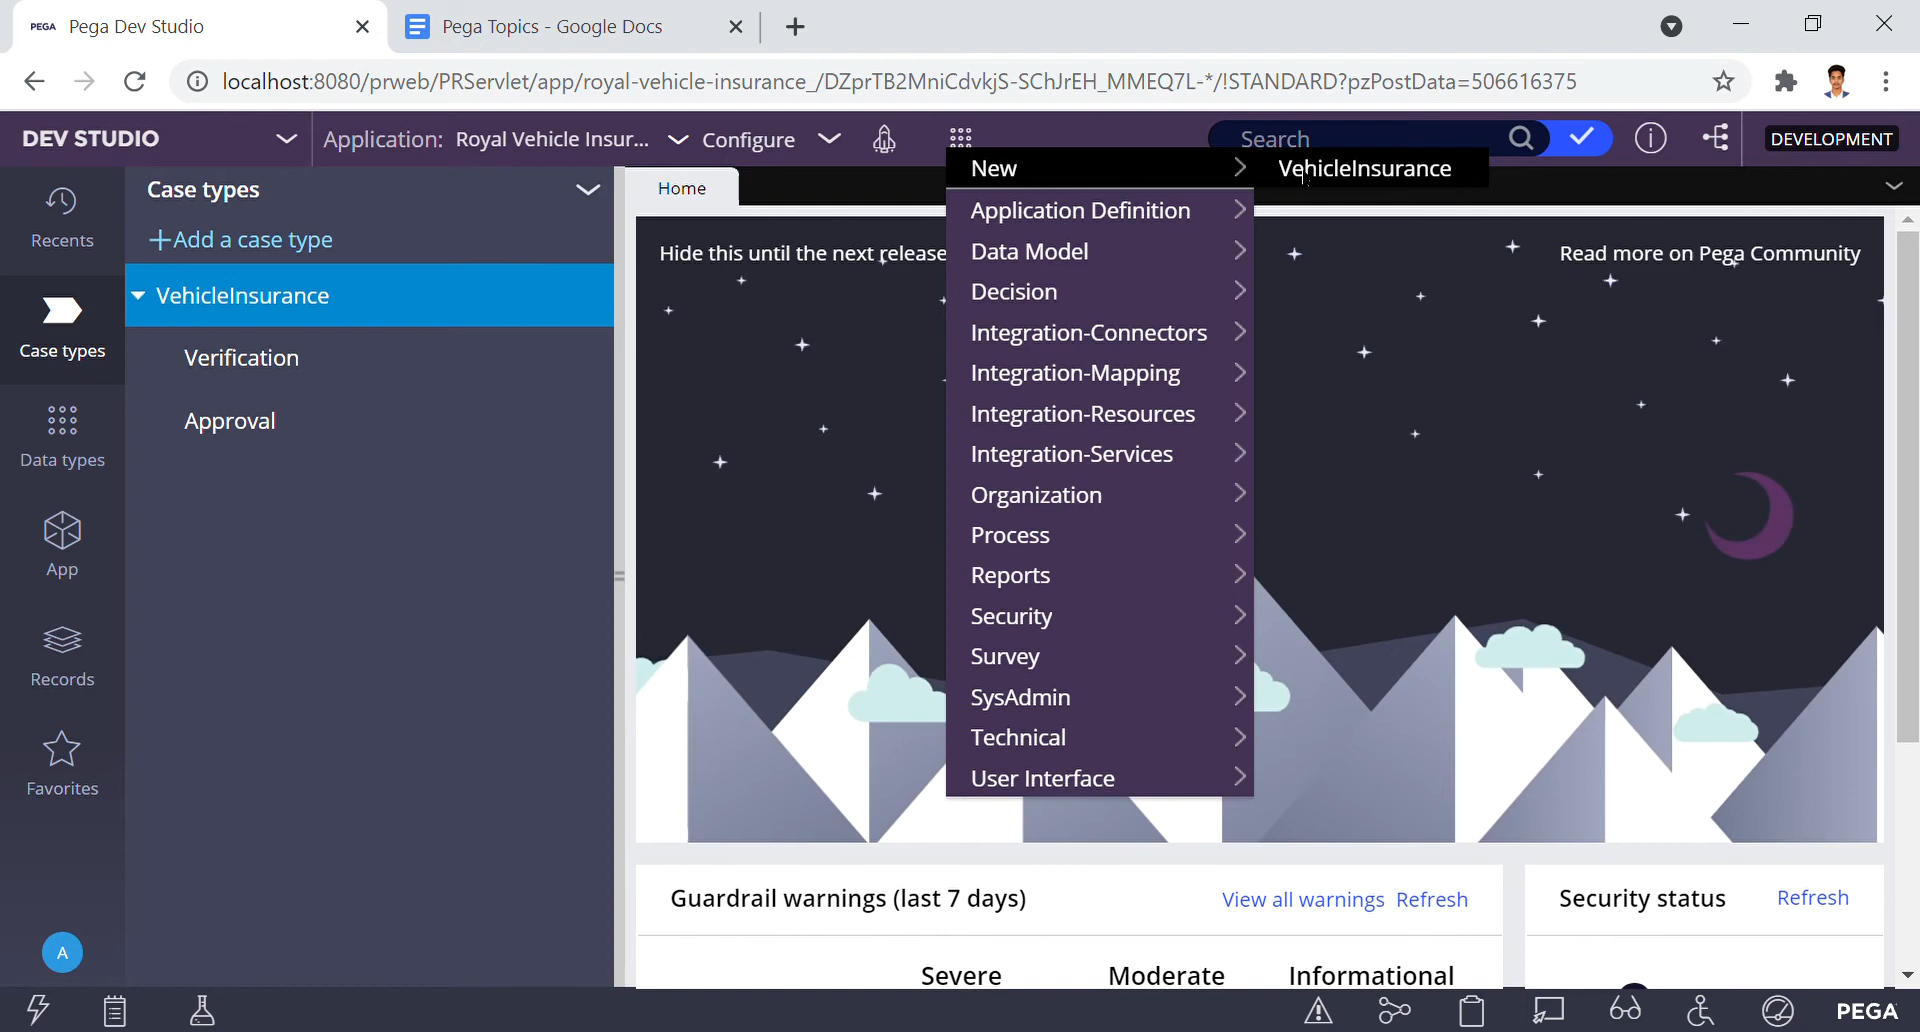 PEGA Pega Dev Studio
Pega Topics - Google Docs
localhost:8080/prweb/PRServlet/app/royal-vehicle-insurance_/DZprTB2MniCdvkjS-SChJrEH_MMEQ7L-*/!STANDARD?pzPostData=506616375
DEV STUDIO
Application: Royal Vehicle Insur...
Configure
Search
DEVELOPMENT
Recents
Case types
Data types
App
Records
Favorites
A
Case types
+Add a case type
VehicleInsurance
Verification
Approval
Home
New
VehicleInsurance
Application Definition
Data Model
Decision
Integration-Connectors
Integration-Mapping
Integration-Resources
Integration-Services
Organization
Process
Reports
Security
Survey
SysAdmin
Technical
User Interface
Hide this until the next release
Read more on Pega Community
Guardrail warnings (last 7 days)
View all warnings Refresh
Severe Moderate Informational
Security status
Refresh
PEGA